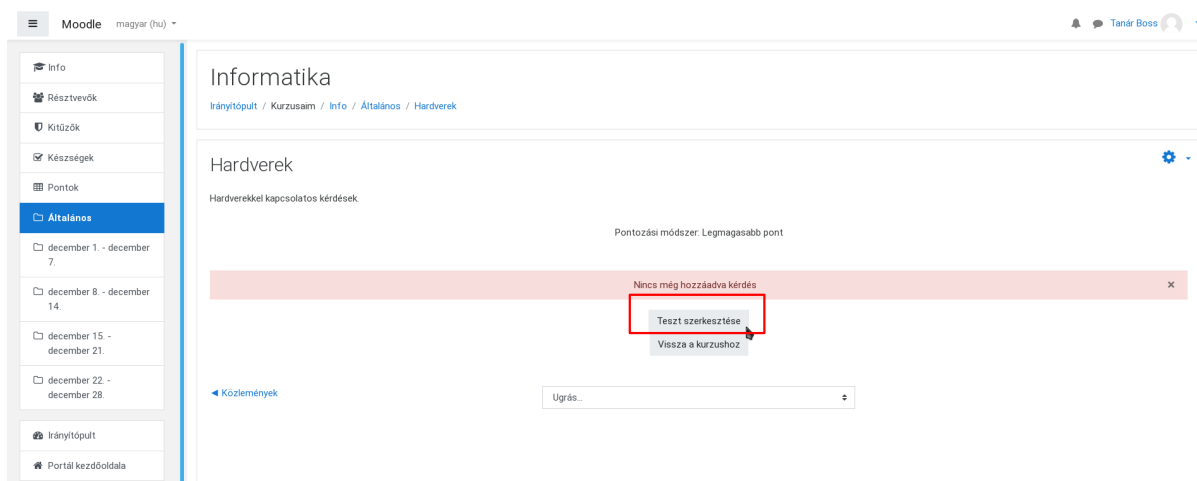 Moodle magyar (hu)
Tanár Boss
Info
Résztvevők
Kitűzők
Készségek
Pontok
Általános
december 1. - december
7.
december 8. - december
14.
december 15. -
december 21.
december 22. -
december 28.
Irányítópult
Portál kezdőoldala
Informatika
Irányítópult / Kurzusaim / Info / Általános / Hardverek
Hardverek
Hardverekkel kapcsolatos kérdések.
Pontozási módszer: Legmagasabb pont
Nincs még hozzáadva kérdés
×
Teszt szerkesztése
Vissza a kurzushoz
◄ Közlemények
Ugrás...